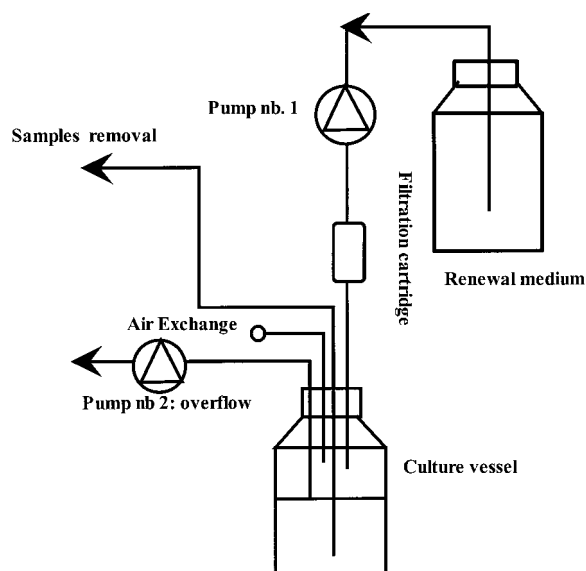 Pump nb. 1
Samples removal
Filtration cartridge
Renewal medium
Air Exchange
Pump nb 2: overflow
Culture vessel